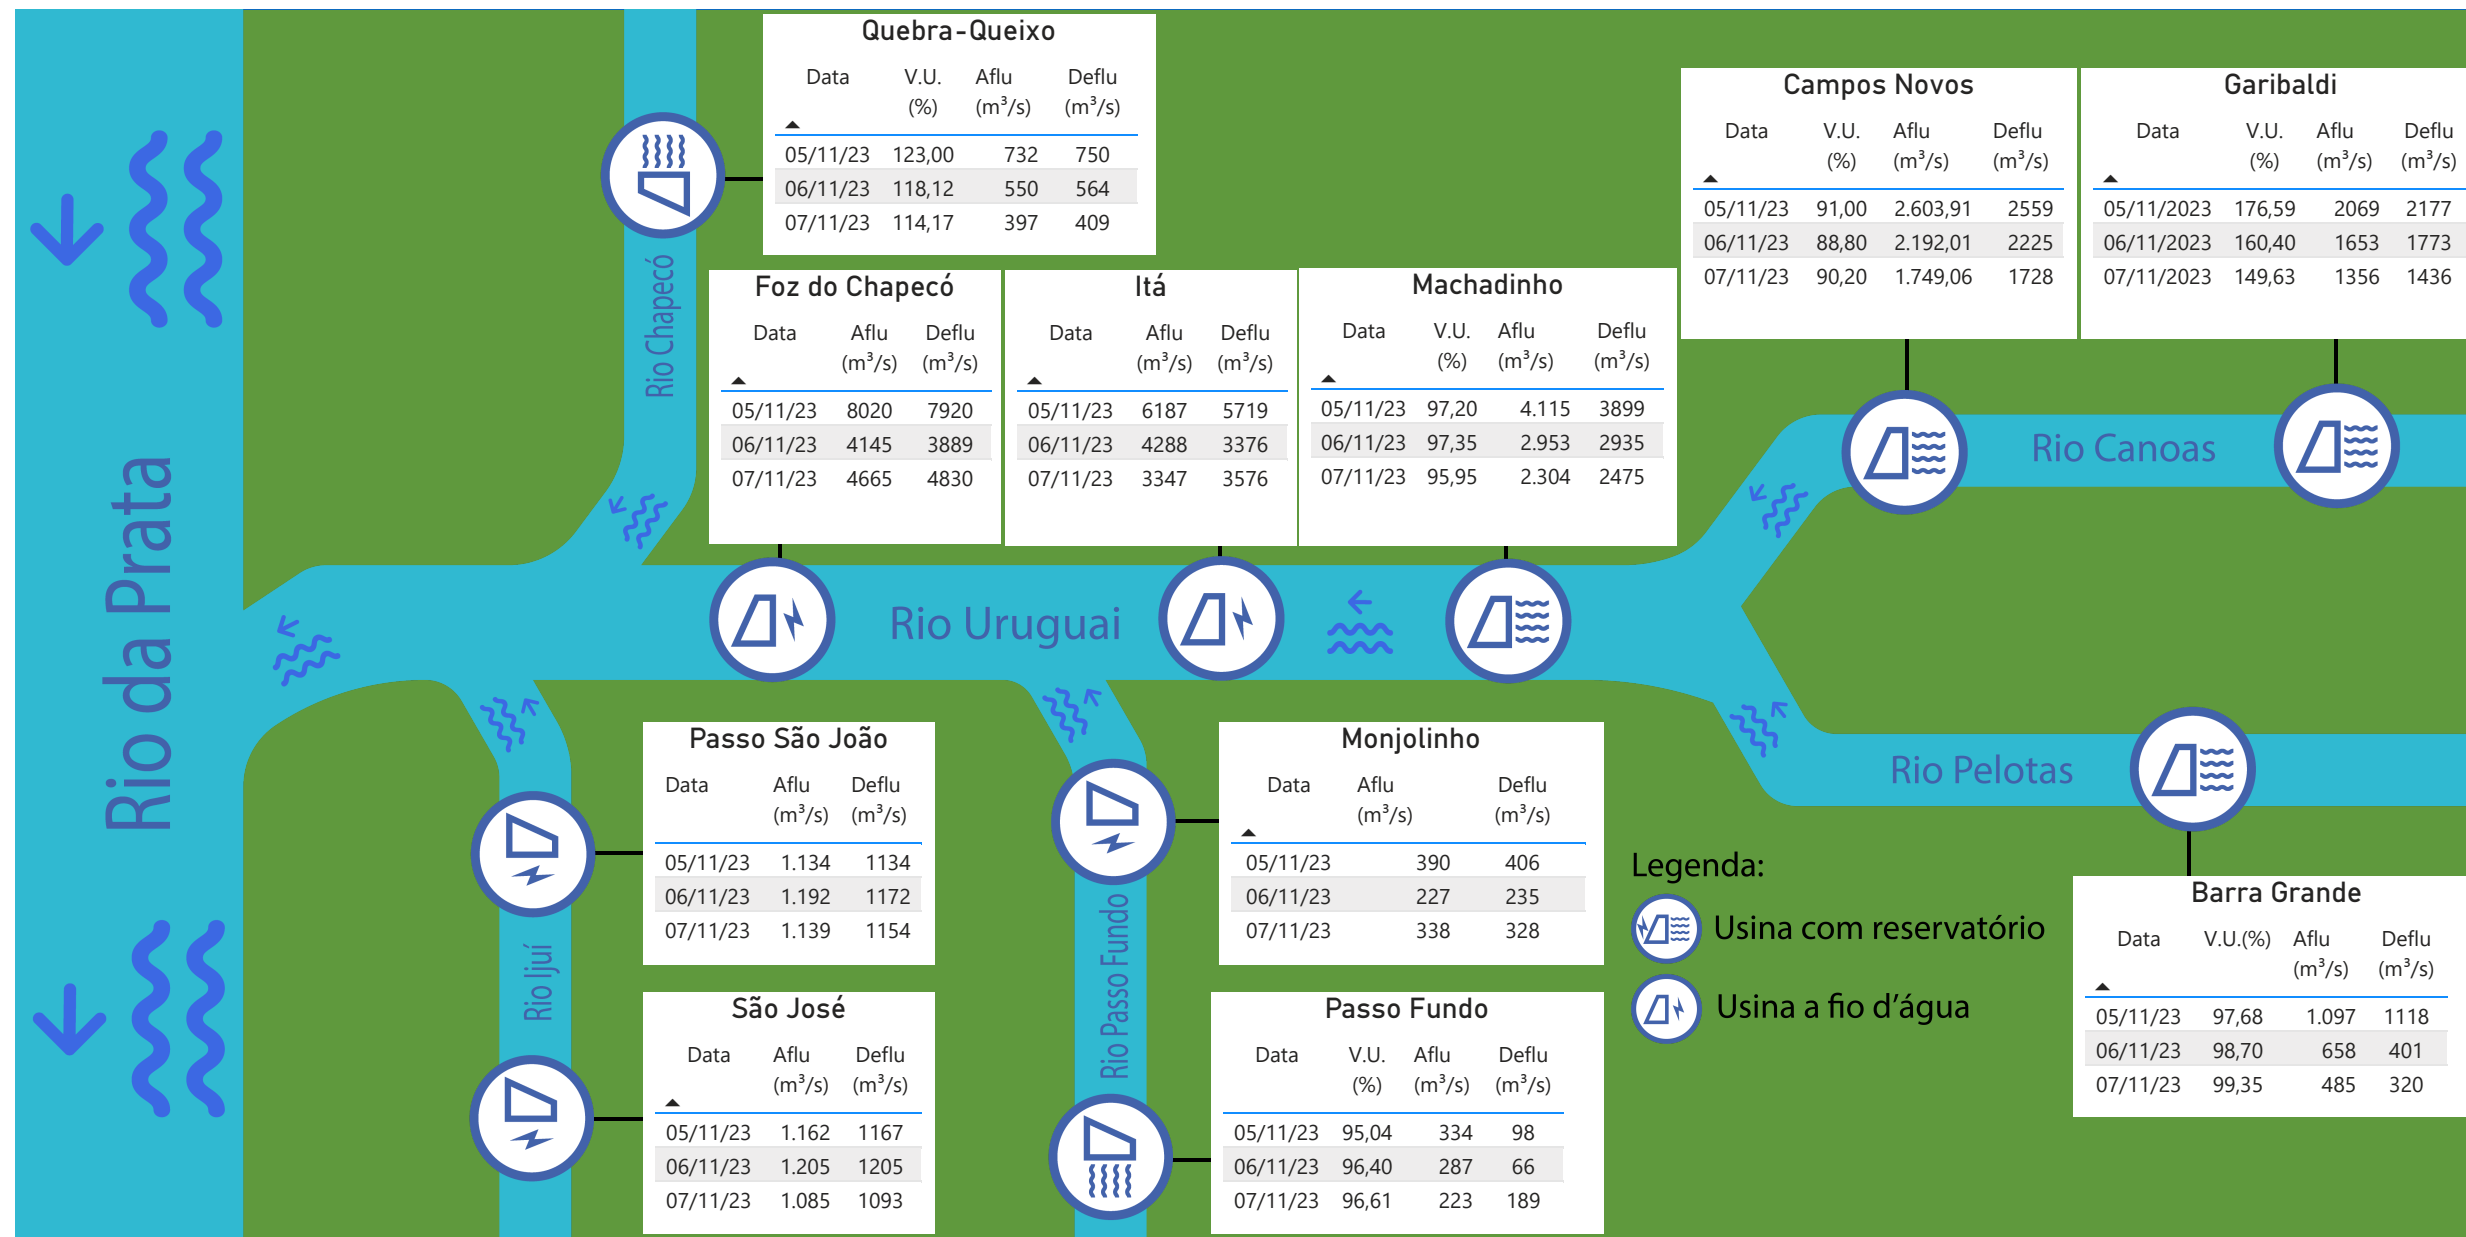 Quebra-Queixo
Data V.U. Aflu Deflu
(%) (m³/s) (m³/s)
05/11/23 123,00 732 750
06/11/23 118,12 550 564
07/11/23 114,17 397 409
Campos Novos
Data V.U. Aflu Deflu
(%) (m³/s) (m³/s)
05/11/23 91,00 2.603,91 2559
06/11/23 88,80 2.192,01 2225
07/11/23 90,20 1.749,06 1728
Garibaldi
Data V.U. Aflu Deflu
(%) (m³/s) (m³/s)
05/11/2023 176,59 2069 2177
06/11/2023 160,40 1653 1773
07/11/2023 149,63 1356 1436
Rio Chapecó
Foz do Chapecó
Data Aflu Deflu
(m³/s) (m³/s)
05/11/23 8020 7920
06/11/23 4145 3889
07/11/23 4665 4830
Itá
Data Aflu Deflu
(m³/s) (m³/s)
05/11/23 6187 5719
06/11/23 4288 3376
07/11/23 3347 3576
Machadinho
Data V.U. Aflu Deflu
(%) (m³/s) (m³/s)
05/11/23 97,20 4.115 3899
06/11/23 97,35 2.953 2935
07/11/23 95,95 2.304 2475
Rio Canoas
Rio da Prata
Rio Uruguai
Rio Pelotas
Passo São João
Data Aflu Deflu
(m³/s) (m³/s)
05/11/23 1.134 1134
06/11/23 1.192 1172
07/11/23 1.139 1154
Monjolinho
Data Aflu Deflu
(m³/s) (m³/s)
05/11/23 390 406
06/11/23 227 235
07/11/23 338 328
Rio Ijuí
Rio Passo Fundo
São José
Data Aflu Deflu
(m³/s) (m³/s)
05/11/23 1.162 1167
06/11/23 1.205 1205
07/11/23 1.085 1093
Passo Fundo
Data V.U. Aflu Deflu
(%) (m³/s) (m³/s)
05/11/23 95,04 334 98
06/11/23 96,40 287 66
07/11/23 96,61 223 189
Legenda:
Usina com reservatório
Usina a fio d’água
Barra Grande
Data V.U.(%) Aflu Deflu
(m³/s) (m³/s)
05/11/23 97,68 1.097 1118
06/11/23 98,70 658 401
07/11/23 99,35 485 320